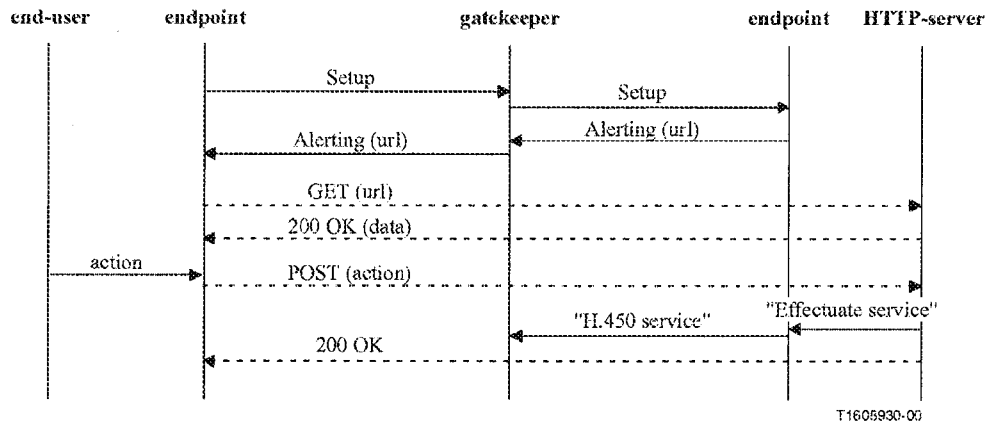 end-user endpoint gatekeeper endpoint HTTP-server
Setup
Setup
Alerting (url)
Alerting (url)
GET (url)
200 OK (data)
action
POST (action)
"Effectuate service"
"H.450 service"
200 OK
T1605930-00